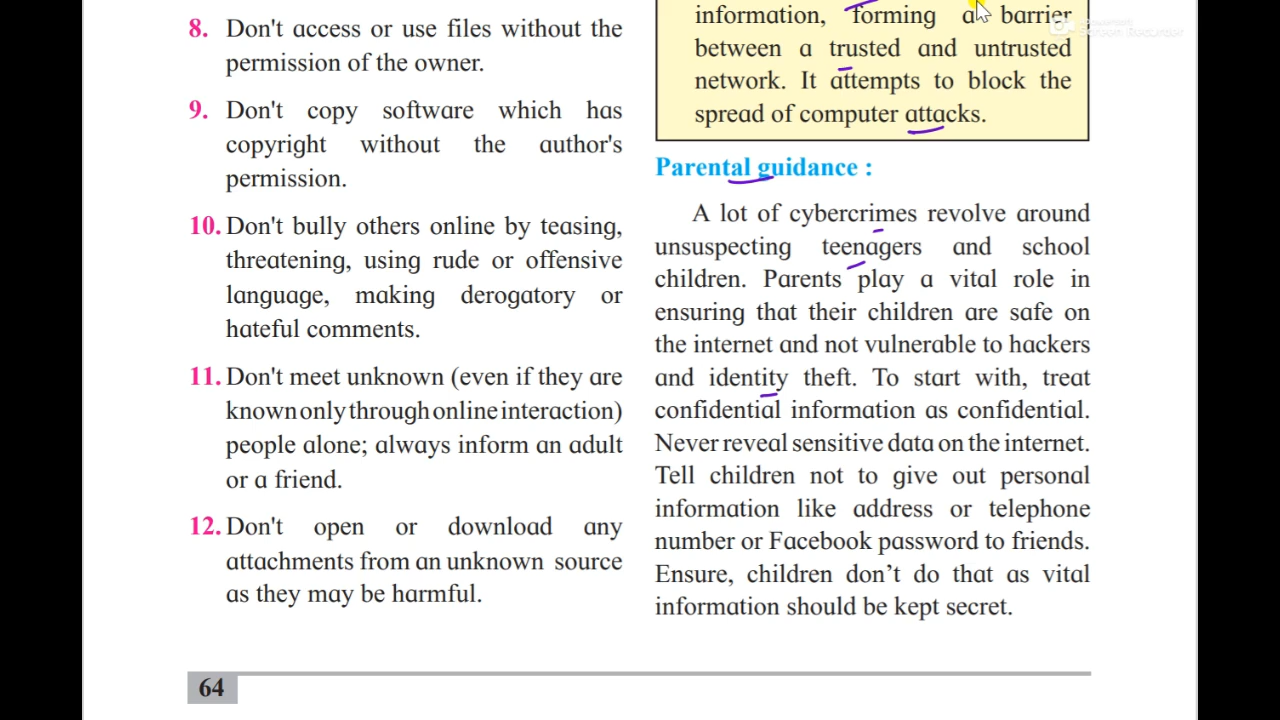 8. Don't access or use files without the
permission of the owner.
9. Don't copy software which has
copyright without the author's
permission.
10. Don't bully others online by teasing,
threatening, using rude or offensive
language, making derogatory or
hateful comments.
11. Don't meet unknown (even if they are
known only through online interaction)
people alone; always inform an adult
or a friend.
12. Don't open or download any
attachments from an unknown source
as they may be harmful.
64
information, forming a barrier
between a trusted and untrusted
network. It attempts to block the
spread of computer attacks.
Parental guidance :
A lot of cybercrimes revolve around
unsuspecting teenagers and school
children. Parents play a vital role in
ensuring that their children are safe on
the internet and not vulnerable to hackers
and identity theft. To start with, treat
confidential information as confidential.
Never reveal sensitive data on the internet.
Tell children not to give out personal
information like address or telephone
number or Facebook password to friends.
Ensure, children don’t do that as vital
information should be kept secret.
Screen Recorder